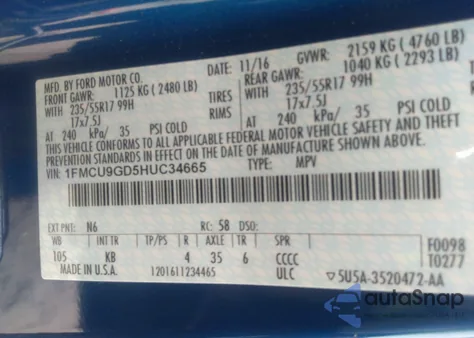 MFD. BY FORD MOTOR CO.
DATE: 11/16 GVWR: 2159 KG ( 4760 LB)
FRONT GAWR: 1125 KG ( 2480 LB) REAR GAWR: 1040 KG ( 2293 LB)
WITH 235/55R17 99H TIRES WITH 235/55R17 99H
17x7.5J RIMS 17x7.5J
AT 240 kPa/ 35 PSI COLD AT 240 kPa/ 35 PSI COLD
THIS VEHICLE CONFORMS TO ALL APPLICABLE FEDERAL MOTOR VEHICLE SAFETY AND THEFT
PREVENTION STANDARDS IN EFFECT ON THE DATE OF MANUFACTURE SHOWN ABOVE.
VIN: 1FMCU9GD5HUC34665 TYPE: MPV
EXT PNT: N6 RC: 58 DSO:
WB INT TR TP/PS R AXLE TR SPR F0098
105 KB 4 35 6 CCCC T0277
MADE IN U.S.A. 1201611234465 ULC ▽5U5A-3520472-AA
autoSnap